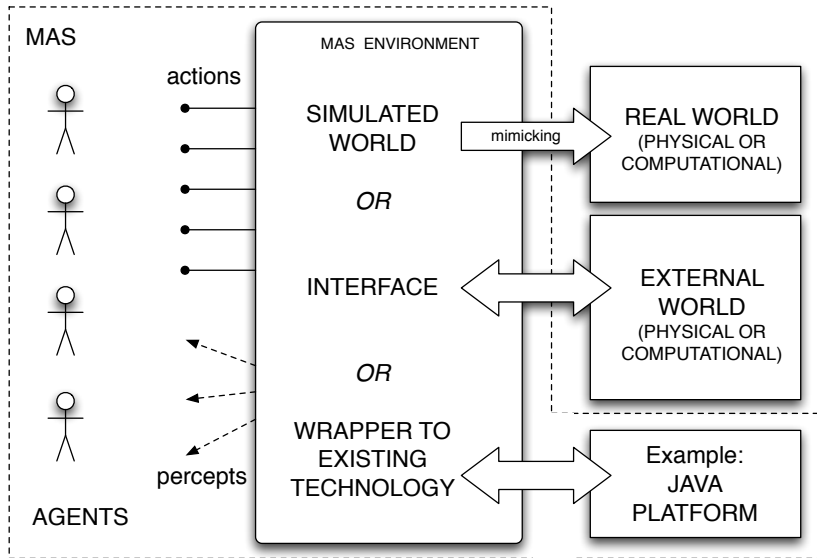 MAS
MAS ENVIRONMENT
actions
SIMULATED
WORLD
mimicking
REAL WORLD
(PHYSICAL OR
COMPUTATIONAL)
OR
INTERFACE
EXTERNAL
WORLD
(PHYSICAL OR
COMPUTATIONAL)
OR
WRAPPER TO
EXISTING
TECHNOLOGY
Example:
JAVA
PLATFORM
percepts
AGENTS